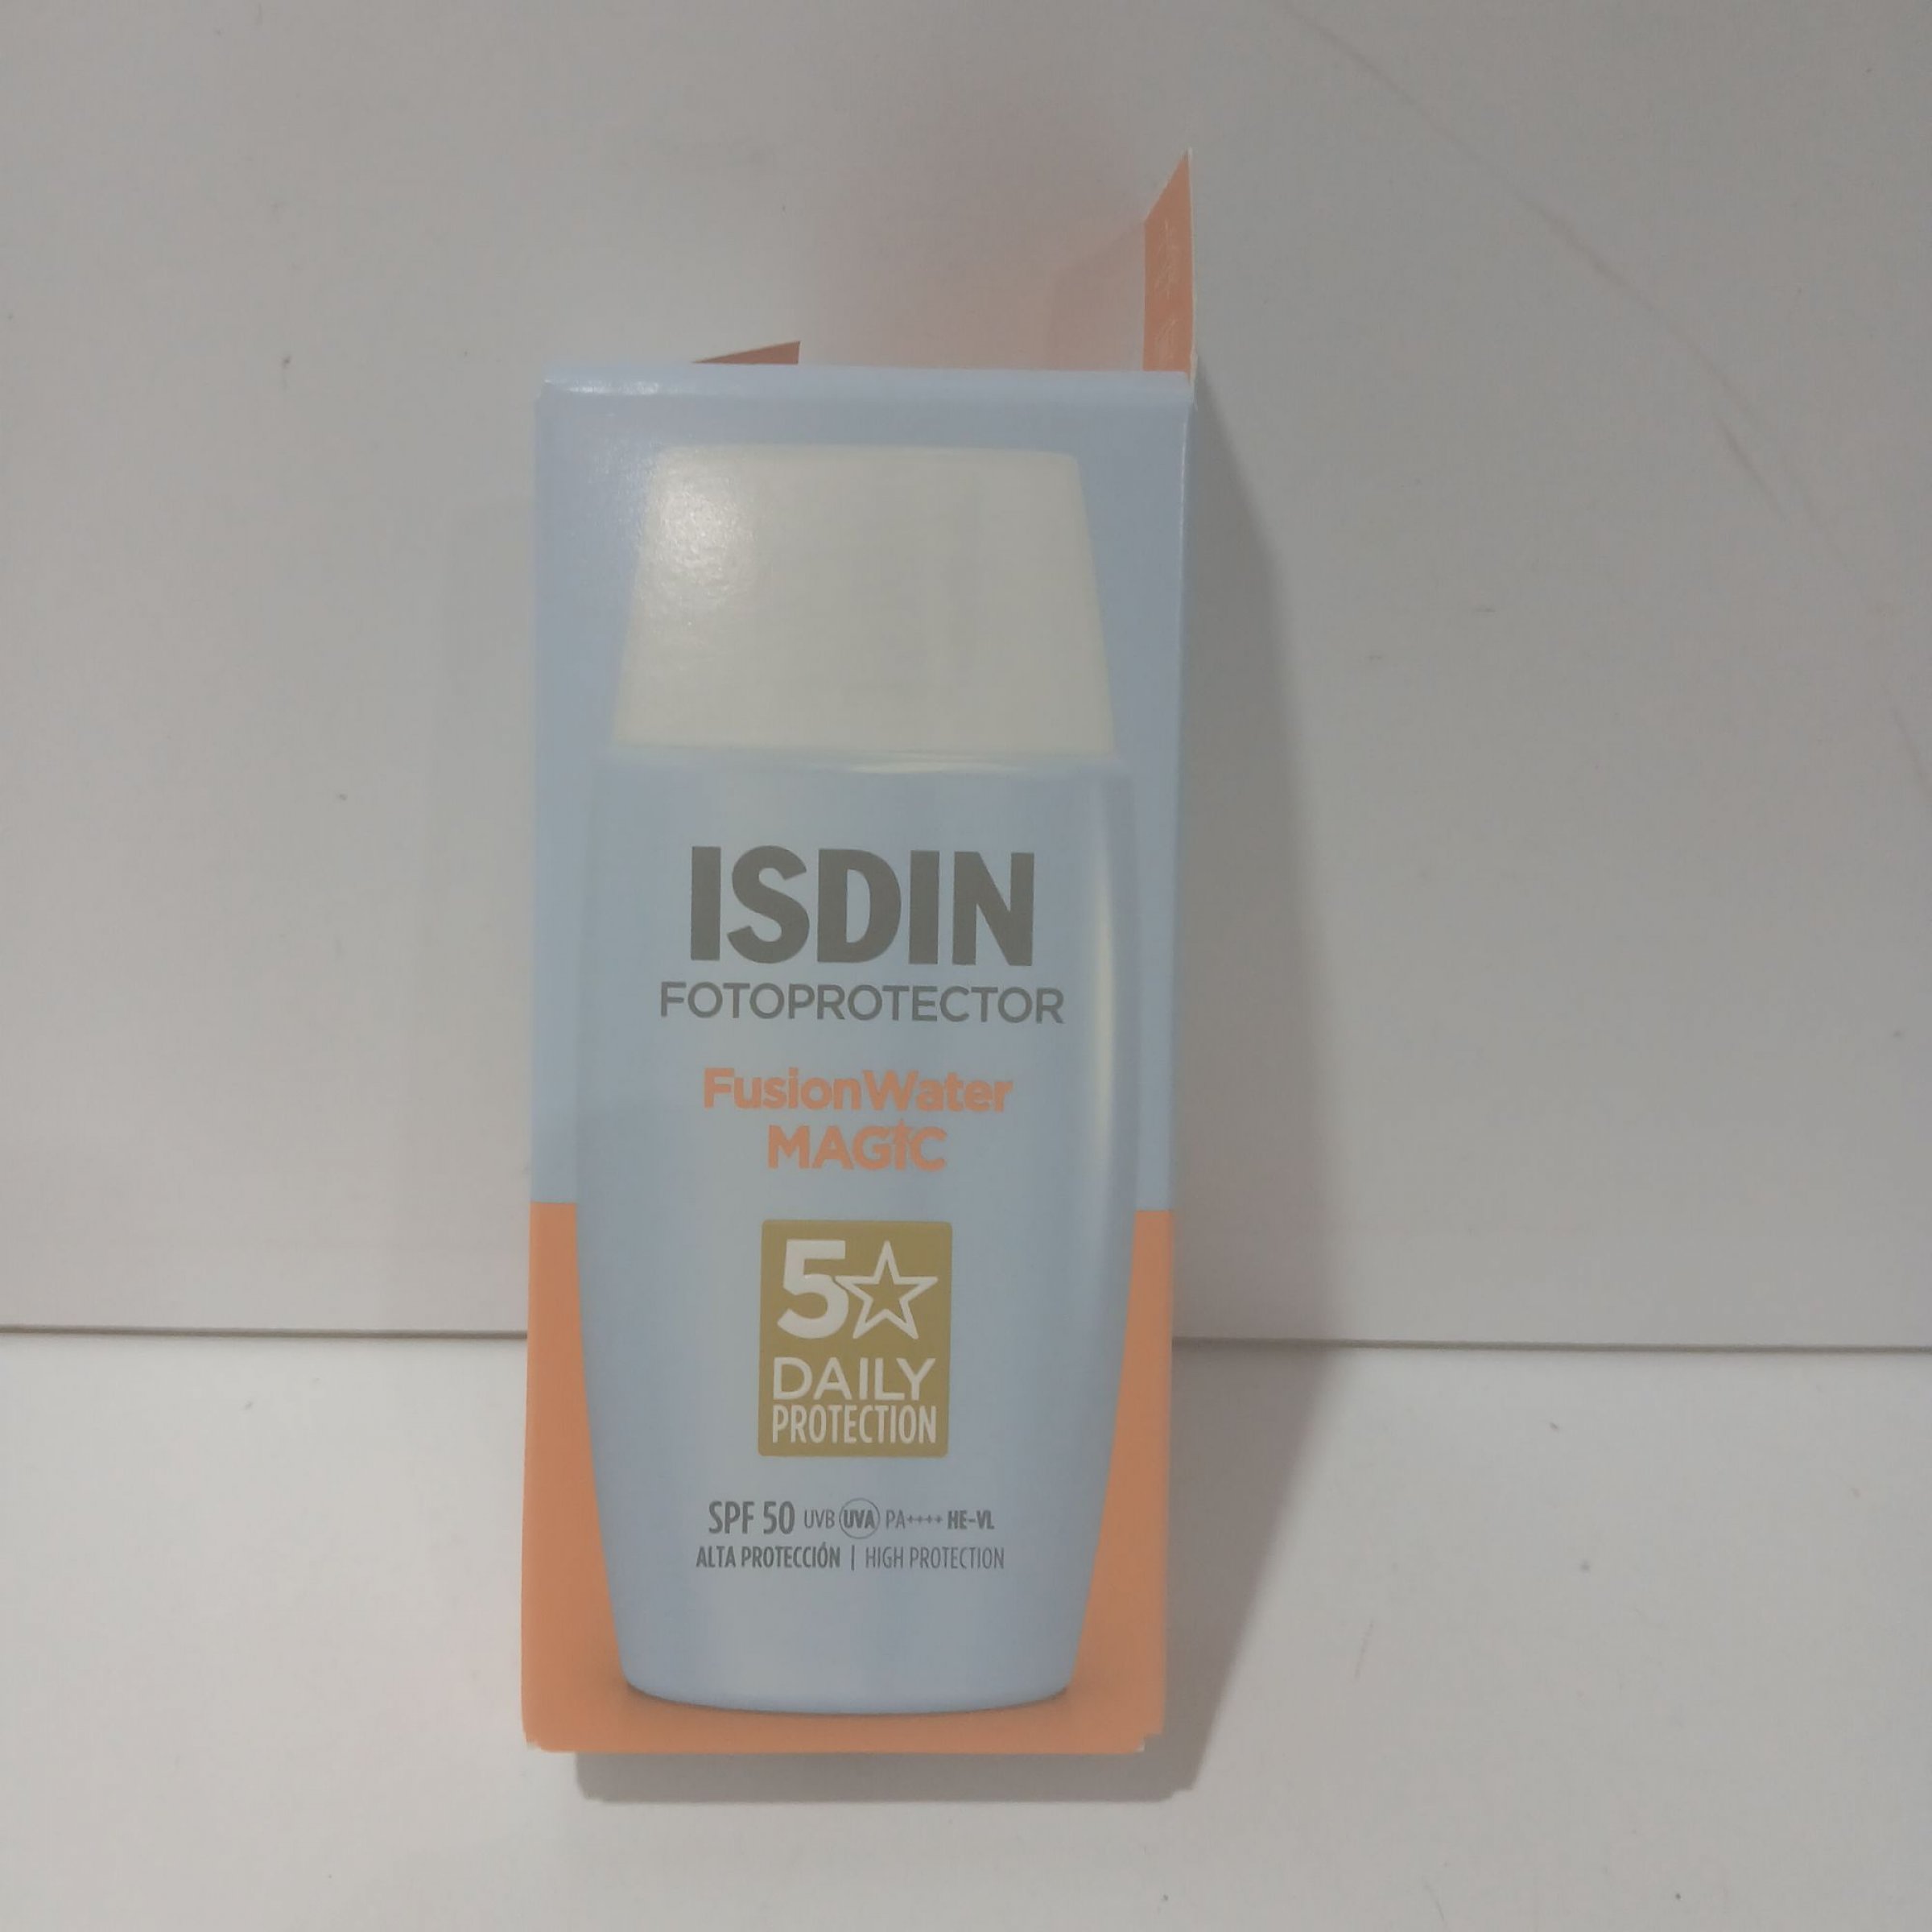 ISDIN
FOTOPROTECTOR
FusionWater
MAGIC
5☆
DAILY
PROTECTION
SPF 50 UVB UVA PA++++ HE-VL
ALTA PROTECCIÓN | HIGH PROTECTION